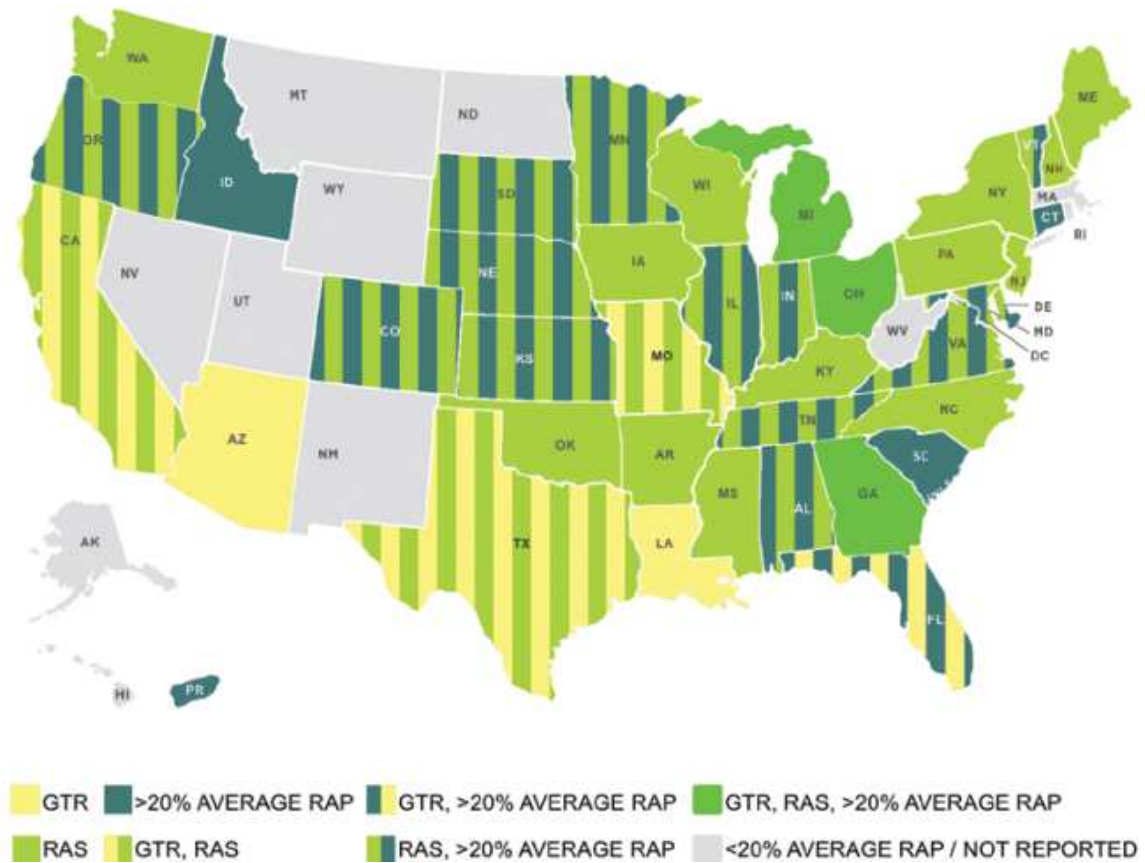 WA
MT
ND
OR
ID
WY
SD
MN
WI
MI
NY
VT
NH
ME
MA
CT
RI
CA
NV
UT
CO
NE
IA
IL
IN
OH
PA
NJ
DE
MD
DC
WV
VA
KS
MO
KY
NC
TN
AZ
NM
OK
AR
SC
MS
AL
GA
TX
LA
FL
AK
HI
PR
GTR >20% AVERAGE RAP GTR, >20% AVERAGE RAP GTR, RAS, >20% AVERAGE RAP
RAS GTR, RAS RAS, >20% AVERAGE RAP <20% AVERAGE RAP / NOT REPORTED